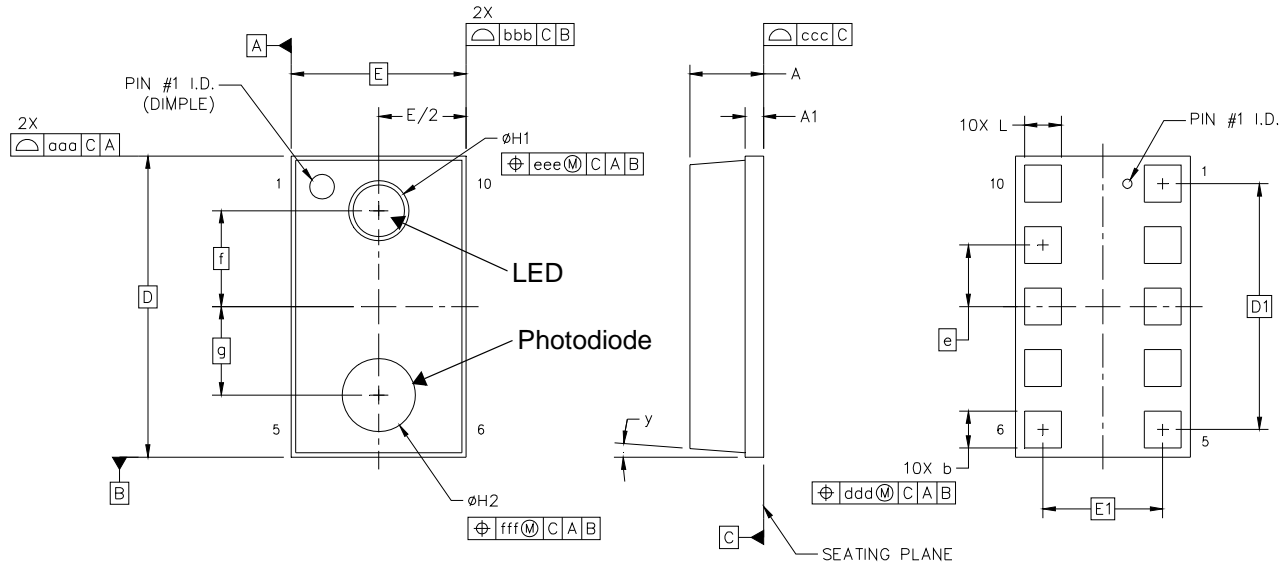 2X
⌓ bbb C B
⌓ ccc C
A
E
A
PIN #1 I.D.
(DIMPLE)
E/2
A1
10X L
PIN #1 I.D.
2X
⌓ aaa C A
øH1
⌖ eee Ⓜ C A B
1
10
10
1
f
LED
D
D1
e
Photodiode
g
y
5
6
6
5
10X b
⌖ ddd Ⓜ C A B
B
øH2
⌖ fff Ⓜ C A B
E1
C
SEATING PLANE